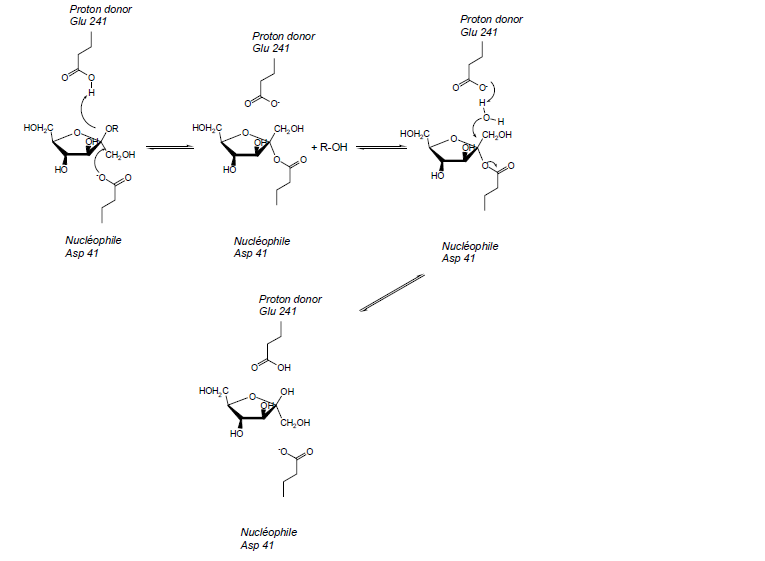 Proton donor
Glu 241
O
O
H
HOH2C
O
OR
OH
CH2OH
HO
-O
O
Nucléophile
Asp 41
Proton donor
Glu 241
O
O-
HOH2C
O
CH2OH
OH
O
O
HO
+ R-OH
Nucléophile
Asp 41
Proton donor
Glu 241
O
O-
H
O
H
HOH2C
O
CH2OH
OH
O
O
HO
Nucléophile
Asp 41
Proton donor
Glu 241
O
OH
HOH2C
O
OH
OH
CH2OH
HO
-O
O
Nucléophile
Asp 41